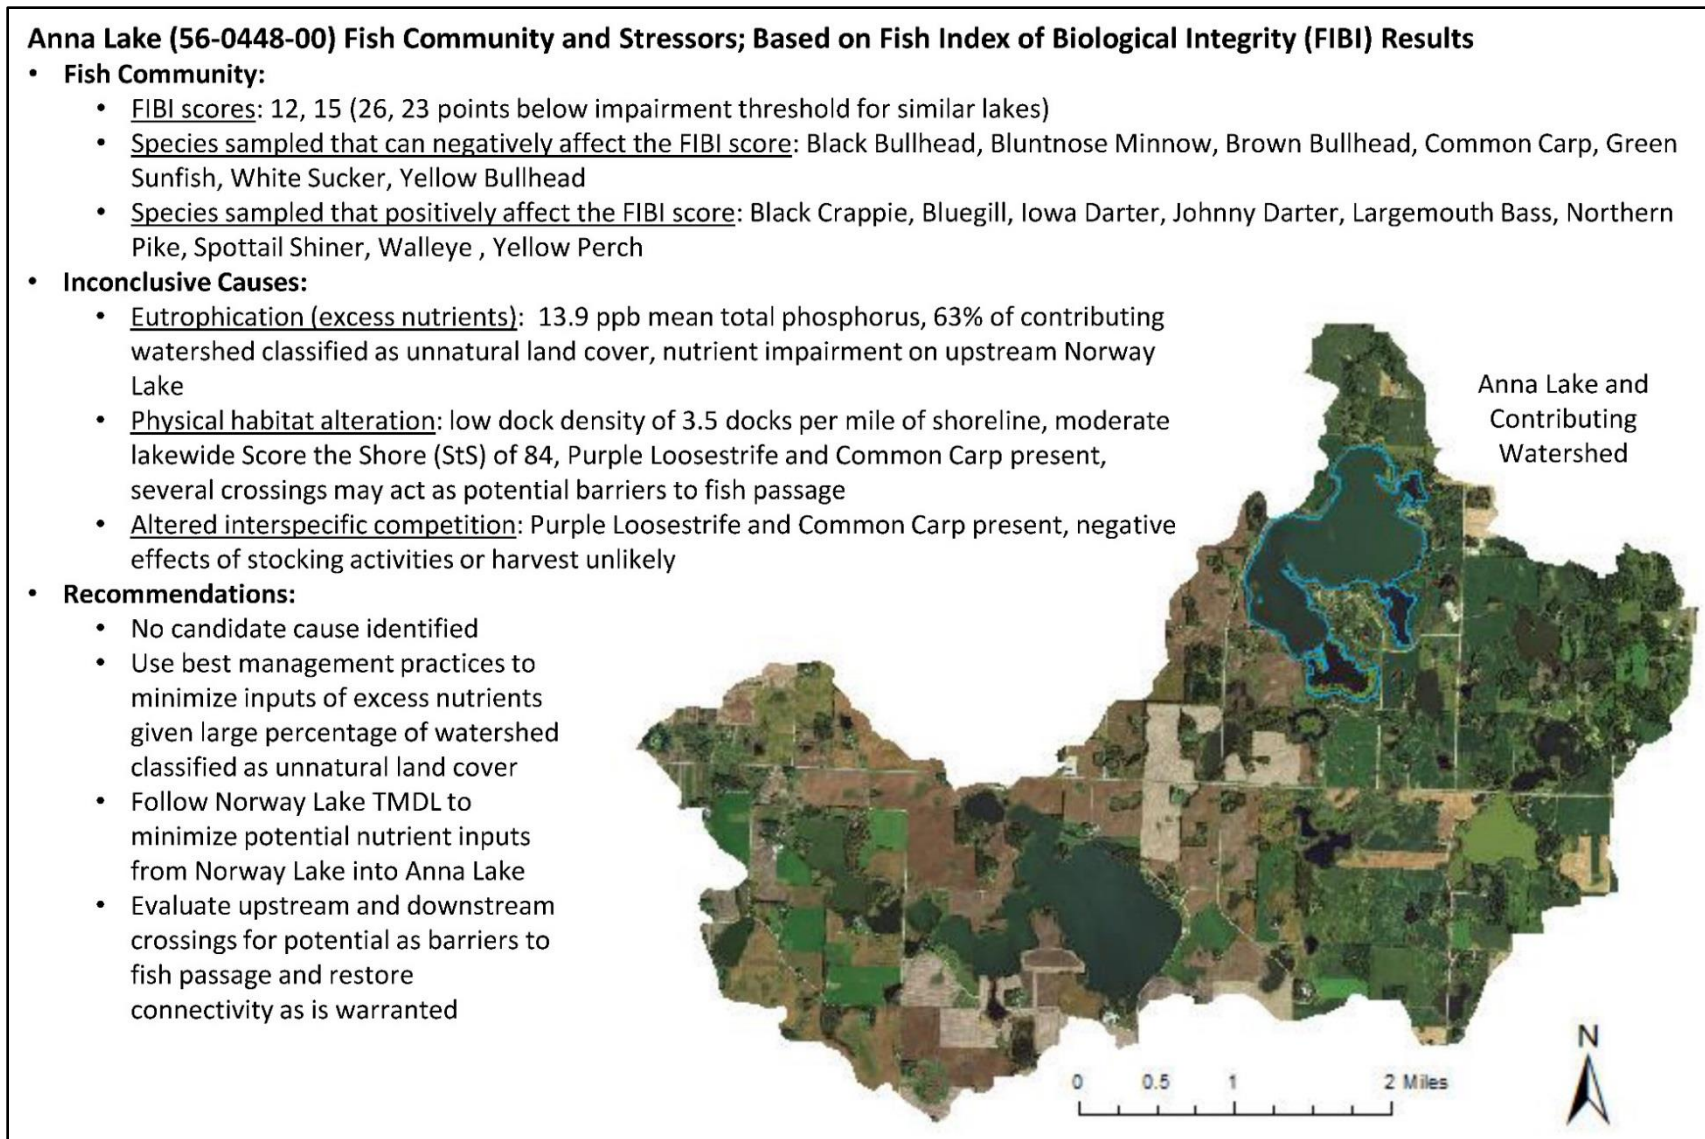 Anna Lake (56-0448-00) Fish Community and Stressors; Based on Fish Index of Biological Integrity (FIBI) Results
• Fish Community:
• FIBI scores: 12, 15 (26, 23 points below impairment threshold for similar lakes)
• Species sampled that can negatively affect the FIBI score: Black Bullhead, Bluntnose Minnow, Brown Bullhead, Common Carp, Green
Sunfish, White Sucker, Yellow Bullhead
• Species sampled that positively affect the FIBI score: Black Crappie, Bluegill, Iowa Darter, Johnny Darter, Largemouth Bass, Northern
Pike, Spottail Shiner, Walleye , Yellow Perch
• Inconclusive Causes:
• Eutrophication (excess nutrients): 13.9 ppb mean total phosphorus, 63% of contributing
watershed classified as unnatural land cover, nutrient impairment on upstream Norway
Lake
• Physical habitat alteration: low dock density of 3.5 docks per mile of shoreline, moderate
lakewide Score the Shore (StS) of 84, Purple Loosestrife and Common Carp present,
several crossings may act as potential barriers to fish passage
• Altered interspecific competition: Purple Loosestrife and Common Carp present, negative
effects of stocking activities or harvest unlikely
• Recommendations:
• No candidate cause identified
• Use best management practices to
minimize inputs of excess nutrients
given large percentage of watershed
classified as unnatural land cover
• Follow Norway Lake TMDL to
minimize potential nutrient inputs
from Norway Lake into Anna Lake
• Evaluate upstream and downstream
crossings for potential as barriers to
fish passage and restore
connectivity as is warranted
Anna Lake and
Contributing
Watershed
N
0 0.5 1 2 Miles